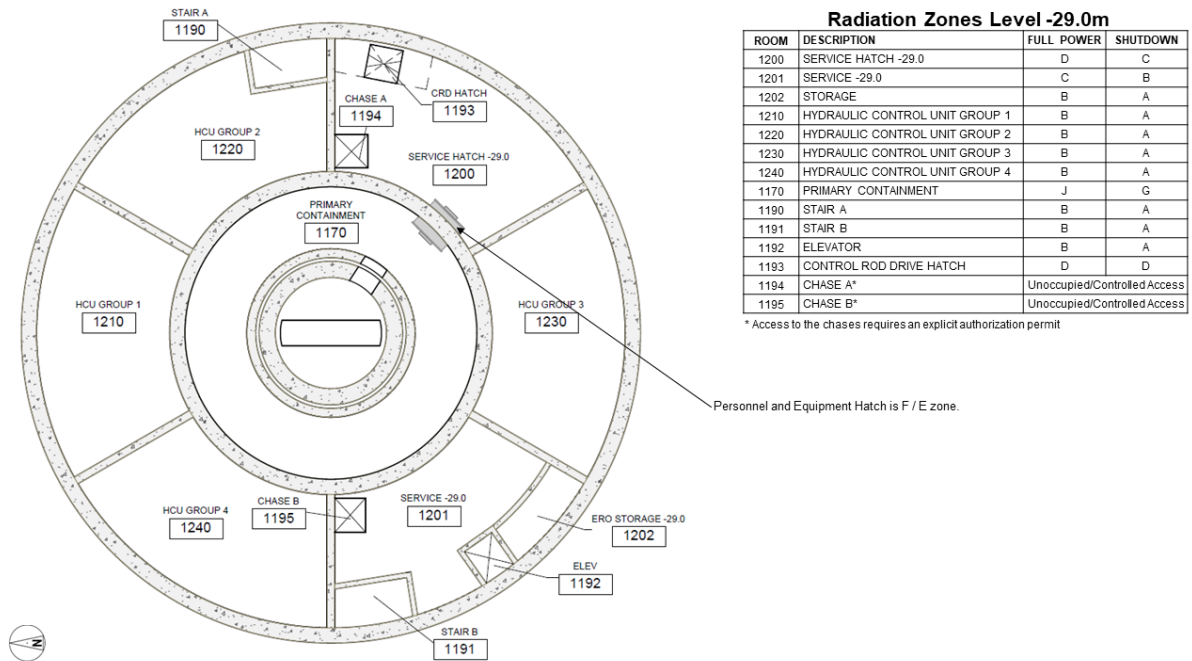 STAIR A
1190
CRD HATCH
1193
CHASE A
1194
HCU GROUP 2
1220
SERVICE HATCH -29.0
1200
PRIMARY
CONTAINMENT
1170
HCU GROUP 1
1210
HCU GROUP 3
1230
HCU GROUP 4
1240
CHASE B
1195
SERVICE -29.0
1201
ERO STORAGE -29.0
1202
ELEV
1192
STAIR B
1191
N
Personnel and Equipment Hatch is F / E zone.
Radiation Zones Level -29.0m
ROOM DESCRIPTION FULL POWER SHUTDOWN
1200 SERVICE HATCH -29.0 D C
1201 SERVICE -29.0 C B
1202 STORAGE B A
1210 HYDRAULIC CONTROL UNIT GROUP 1 B A
1220 HYDRAULIC CONTROL UNIT GROUP 2 B A
1230 HYDRAULIC CONTROL UNIT GROUP 3 B A
1240 HYDRAULIC CONTROL UNIT GROUP 4 B A
1170 PRIMARY CONTAINMENT J G
1190 STAIR A B A
1191 STAIR B B A
1192 ELEVATOR B A
1193 CONTROL ROD DRIVE HATCH D D
1194 CHASE A* Unoccupied/Controlled Access
1195 CHASE B* Unoccupied/Controlled Access
* Access to the chases requires an explicit authorization permit